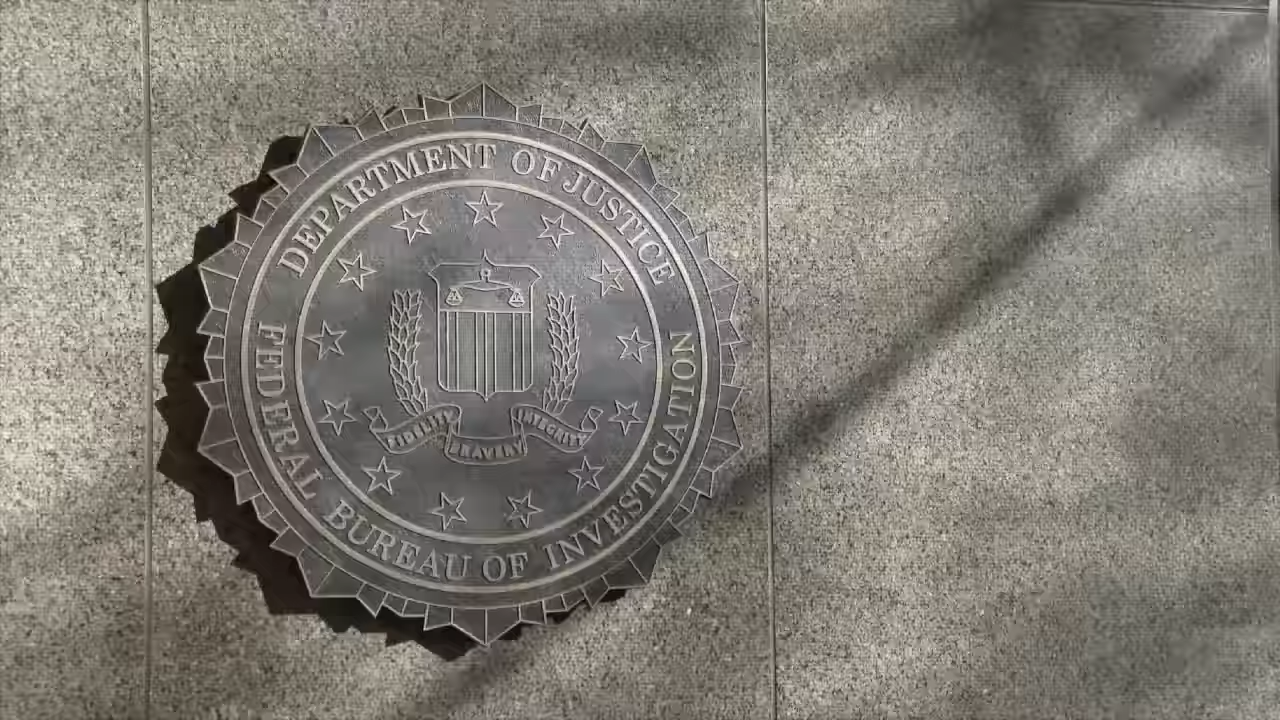 DEPARTMENT OF JUSTICE
FIDELITY
BRAVERY
INTEGRITY
FEDERAL BUREAU OF INVESTIGATION